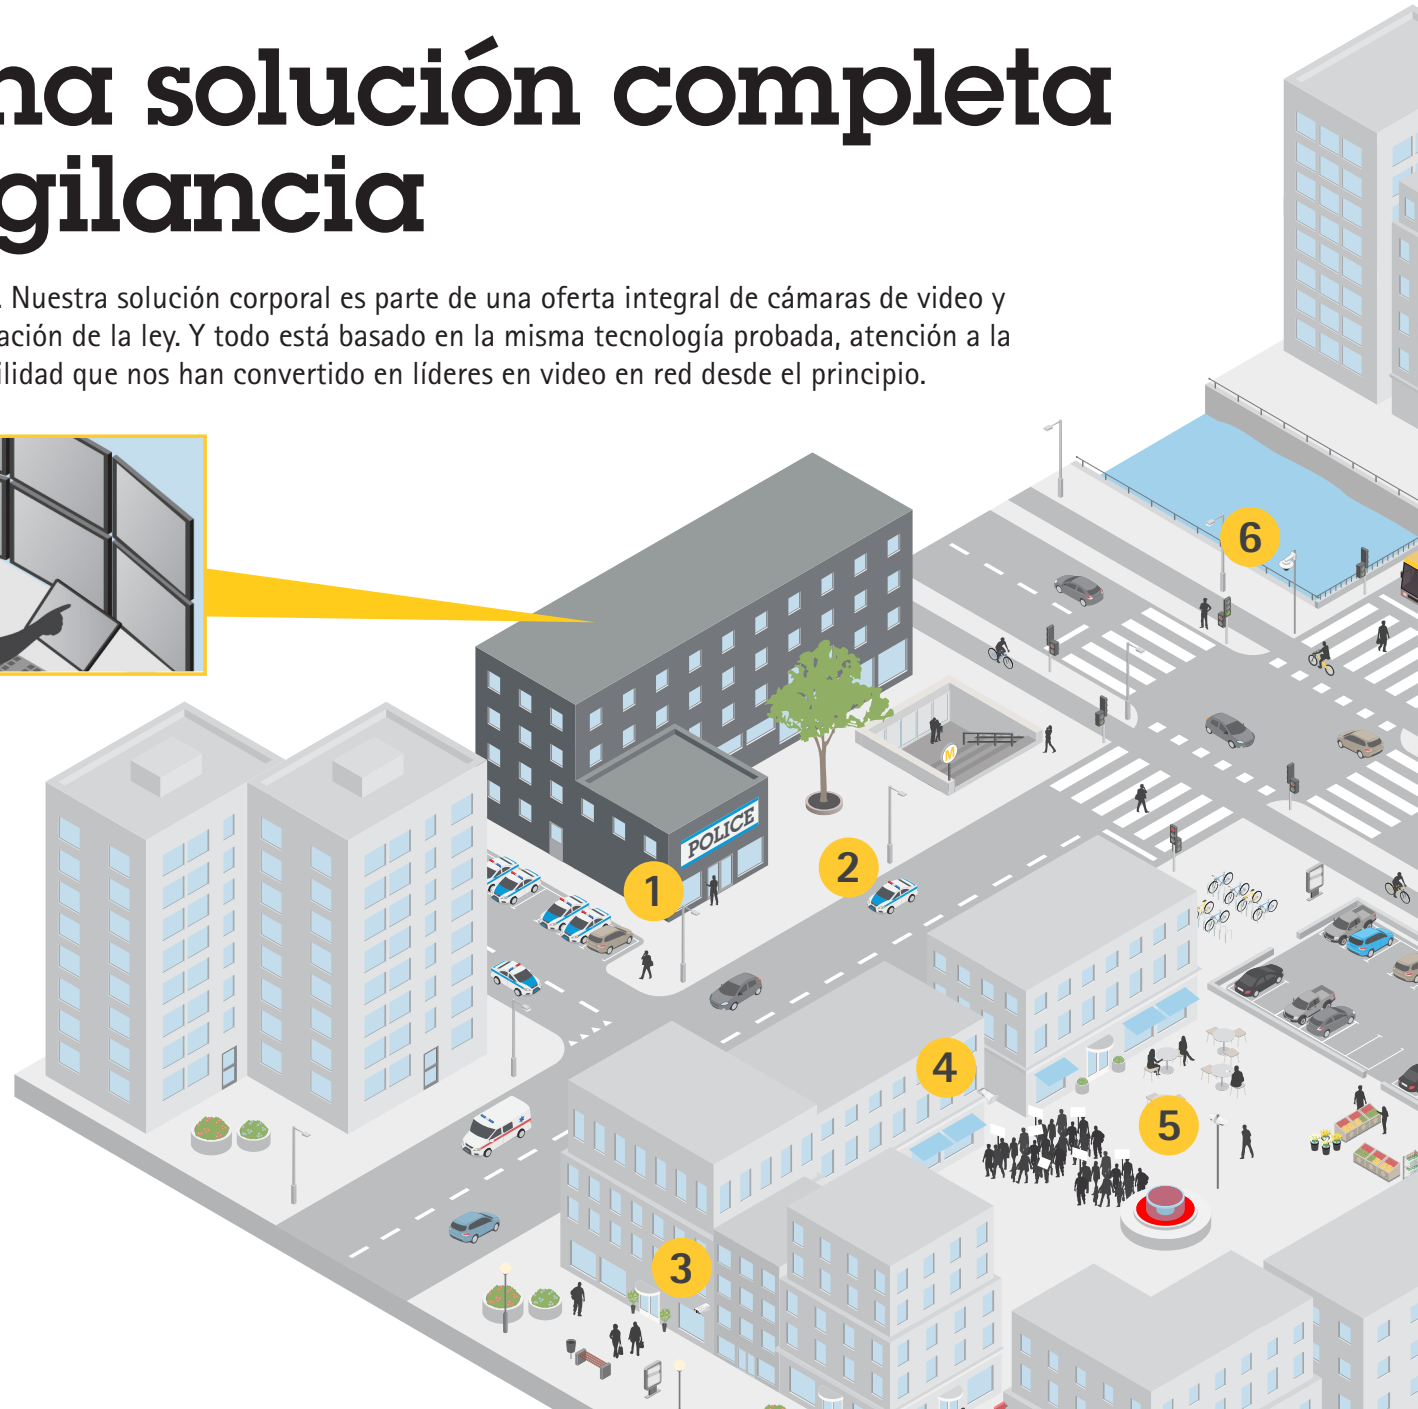 na solución completa
gilancia
. Nuestra solución corporal es parte de una oferta integral de cámaras de video y
ación de la ley. Y todo está basado en la misma tecnología probada, atención a la
ilidad que nos han convertido en líderes en video en red desde el principio.
6
M
POLICE
2
1
4
5
3